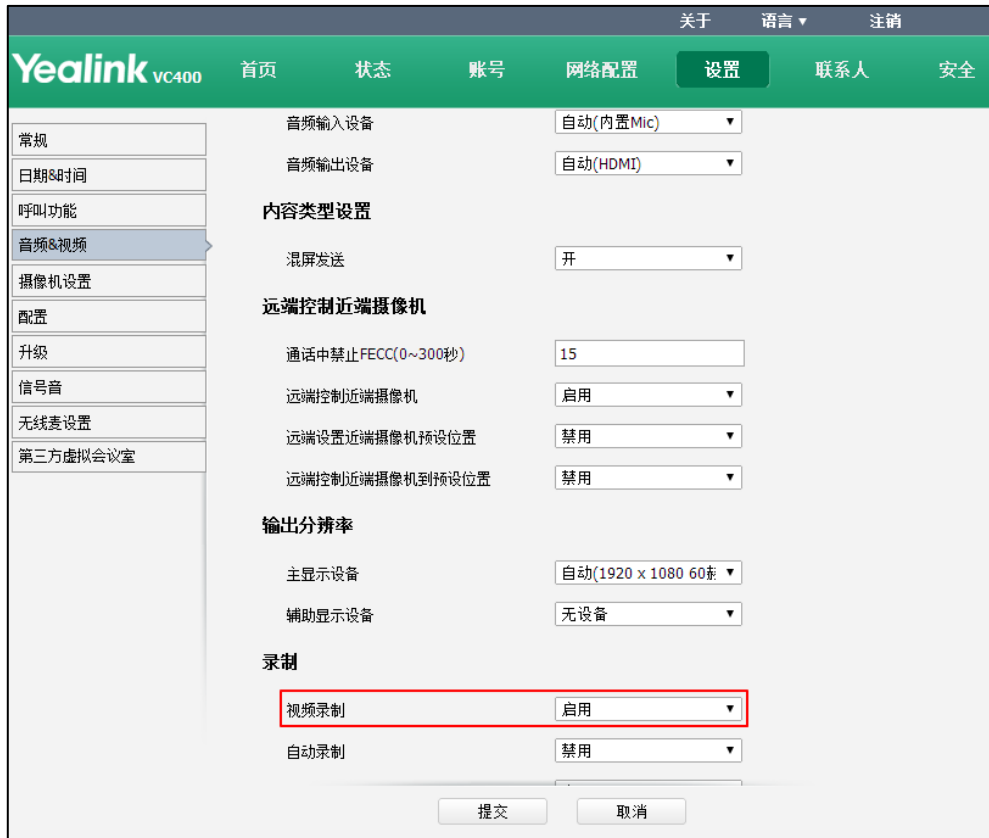 关于 语言▼ 注销
Yealink VC400 首页 状态 账号 网络配置 设置 联系人 安全
常规
日期&时间
呼叫功能
音频&视频
摄像机设置
配置
升级
信号音
无线麦设置
第三方虚拟会议室
音频输入设备 自动(内置Mic)
音频输出设备 自动(HDMI)
内容类型设置
混屏发送 开
远端控制近端摄像机
通话中禁止FECC(0~300秒) 15
远端控制近端摄像机 启用
远端设置近端摄像机预设位置 禁用
远端控制近端摄像机到预设位置 禁用
输出分辨率
主显示设备 自动(1920 x 1080 60
辅助显示设备 无设备
录制
视频录制 启用
自动录制 禁用
提交 取消